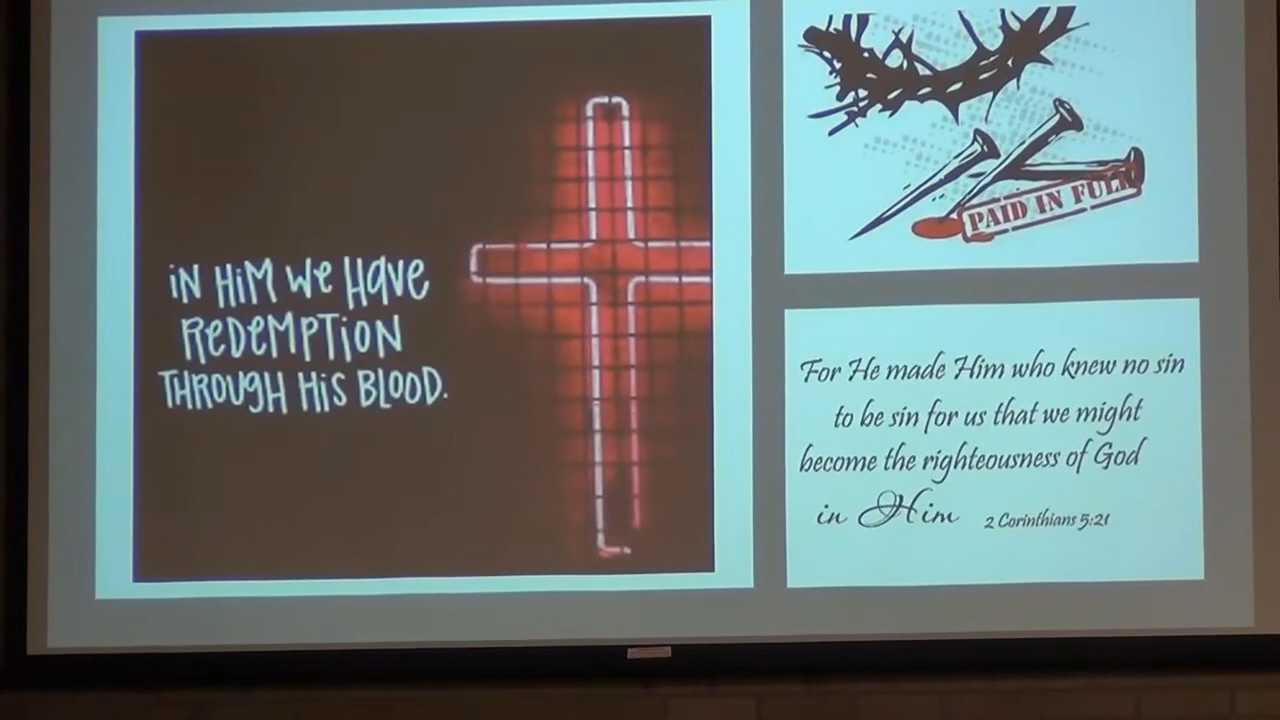 iN HiM We HaVe
ReDeMPTioN
THROUGH HiS BLOOD.
PAID IN FULL
For He made Him who knew no sin
to be sin for us that we might
become the righteousness of God
in Him 2 Corinthians 5:21